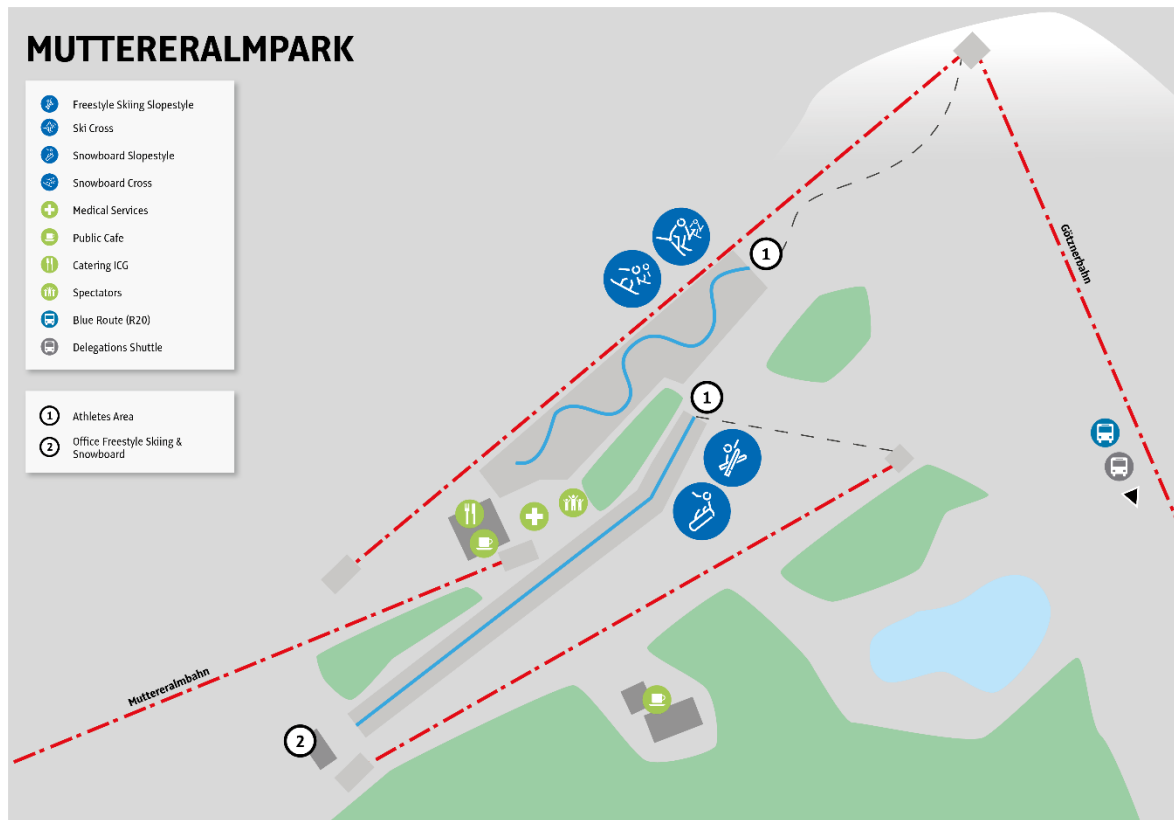 MUTTERERALMPARK
Freestyle Skiing Slopestyle
Ski Cross
Snowboard Slopestyle
Snowboard Cross
Medical Services
Public Cafe
Catering ICG
Spectators
Blue Route (R20)
Delegations Shuttle
1 Athletes Area
2 Office Freestyle Skiing &
Snowboard
1
Götznerbahn
1
Muttereralmbahn
2